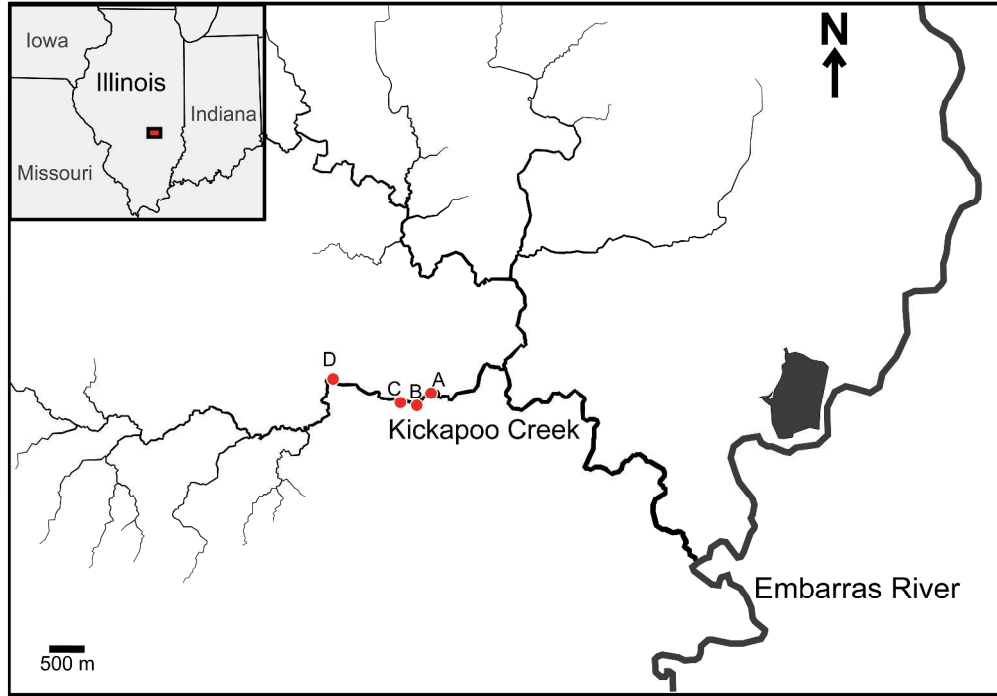 Iowa
Illinois
Indiana
Missouri
N
D
C B A
Kickapoo Creek
Embarras River
500 m